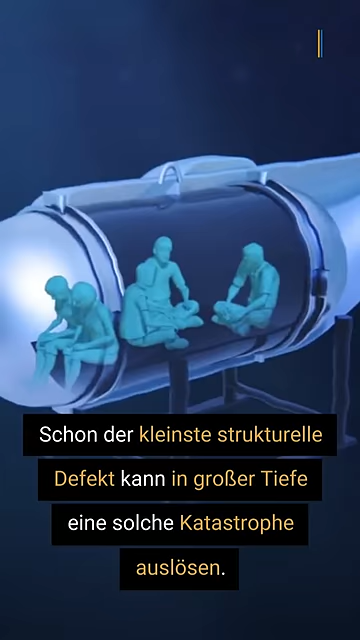 Schon der kleinste strukturelle
Defekt kann in großer Tiefe
eine solche Katastrophe
auslösen.